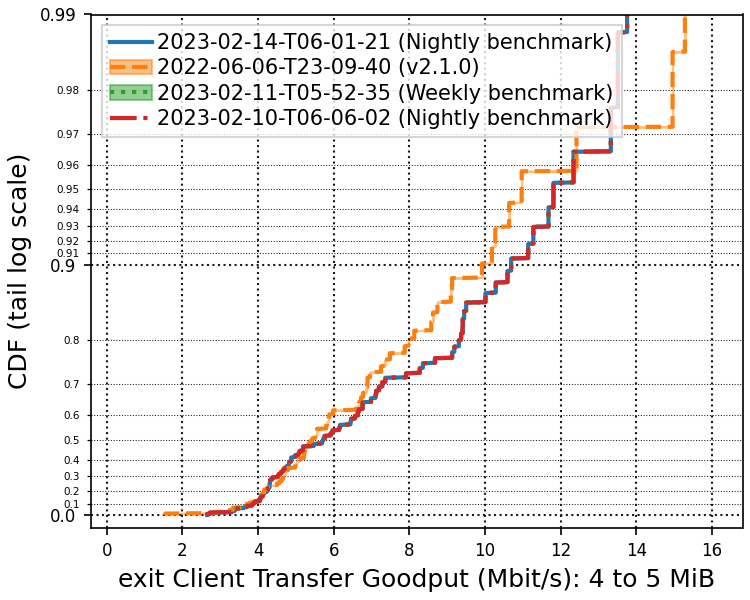 0.99
2023-02-14-T06-01-21 (Nightly benchmark)
2022-06-06-T23-09-40 (v2.1.0)
2023-02-11-T05-52-35 (Weekly benchmark)
2023-02-10-T06-06-02 (Nightly benchmark)
0.98
0.97
0.96
0.95
0.94
0.93
0.92
0.91
0.9
0.8
0.7
0.6
0.5
0.4
0.3
0.2
0.1
0.0
CDF (tail log scale)
0 2 4 6 8 10 12 14 16
exit Client Transfer Goodput (Mbit/s): 4 to 5 MiB